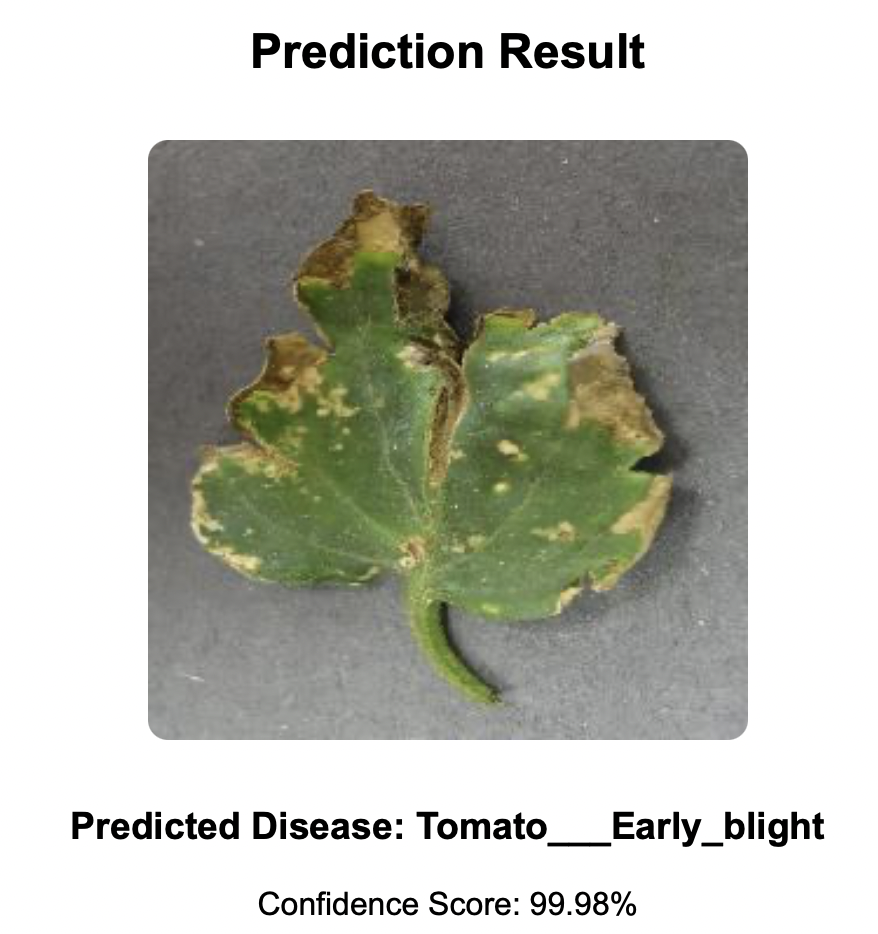 Prediction Result
Predicted Disease: Tomato___Early_blight
Confidence Score: 99.98%